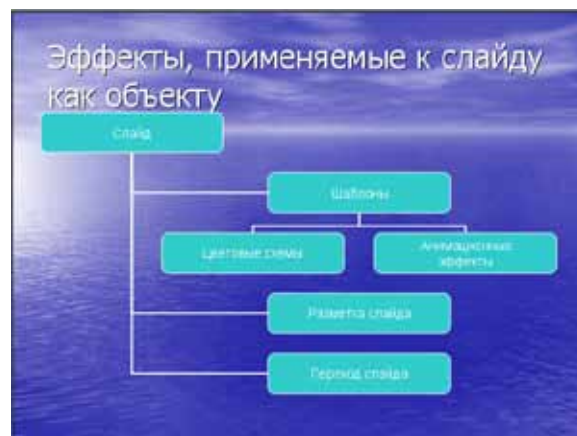 Эффекты, применяемые к слайду
как объекту
Слайд
Шаблоны
Цветовые схемы
Анимационные
эффекты
Разметка слайда
Переход слайда